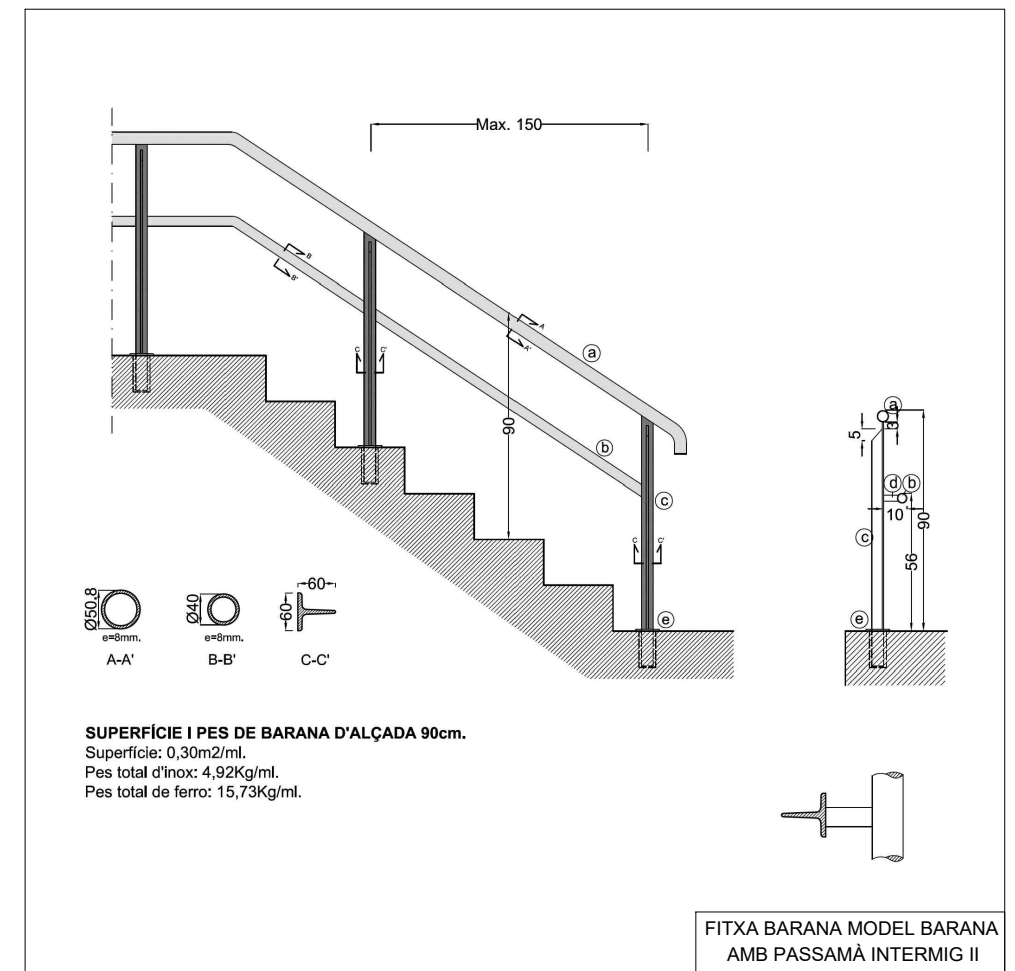 Max. 150
B
B'
A
A'
a
C
C'
90
b
c
C
C'
e
a
5
3
d
b
10
c
56
90
e
Ø50,8
e=8mm.
A-A'
Ø40
e=8mm.
B-B'
60
60
C-C'
SUPERFÍCIE I PES DE BARANA D'ALÇADA 90cm.
Superfície: 0,30m2/ml.
Pes total d'inox: 4,92Kg/ml.
Pes total de ferro: 15,73Kg/ml.
FITXA BARANA MODEL BARANA
AMB PASSAMÀ INTERMIG II